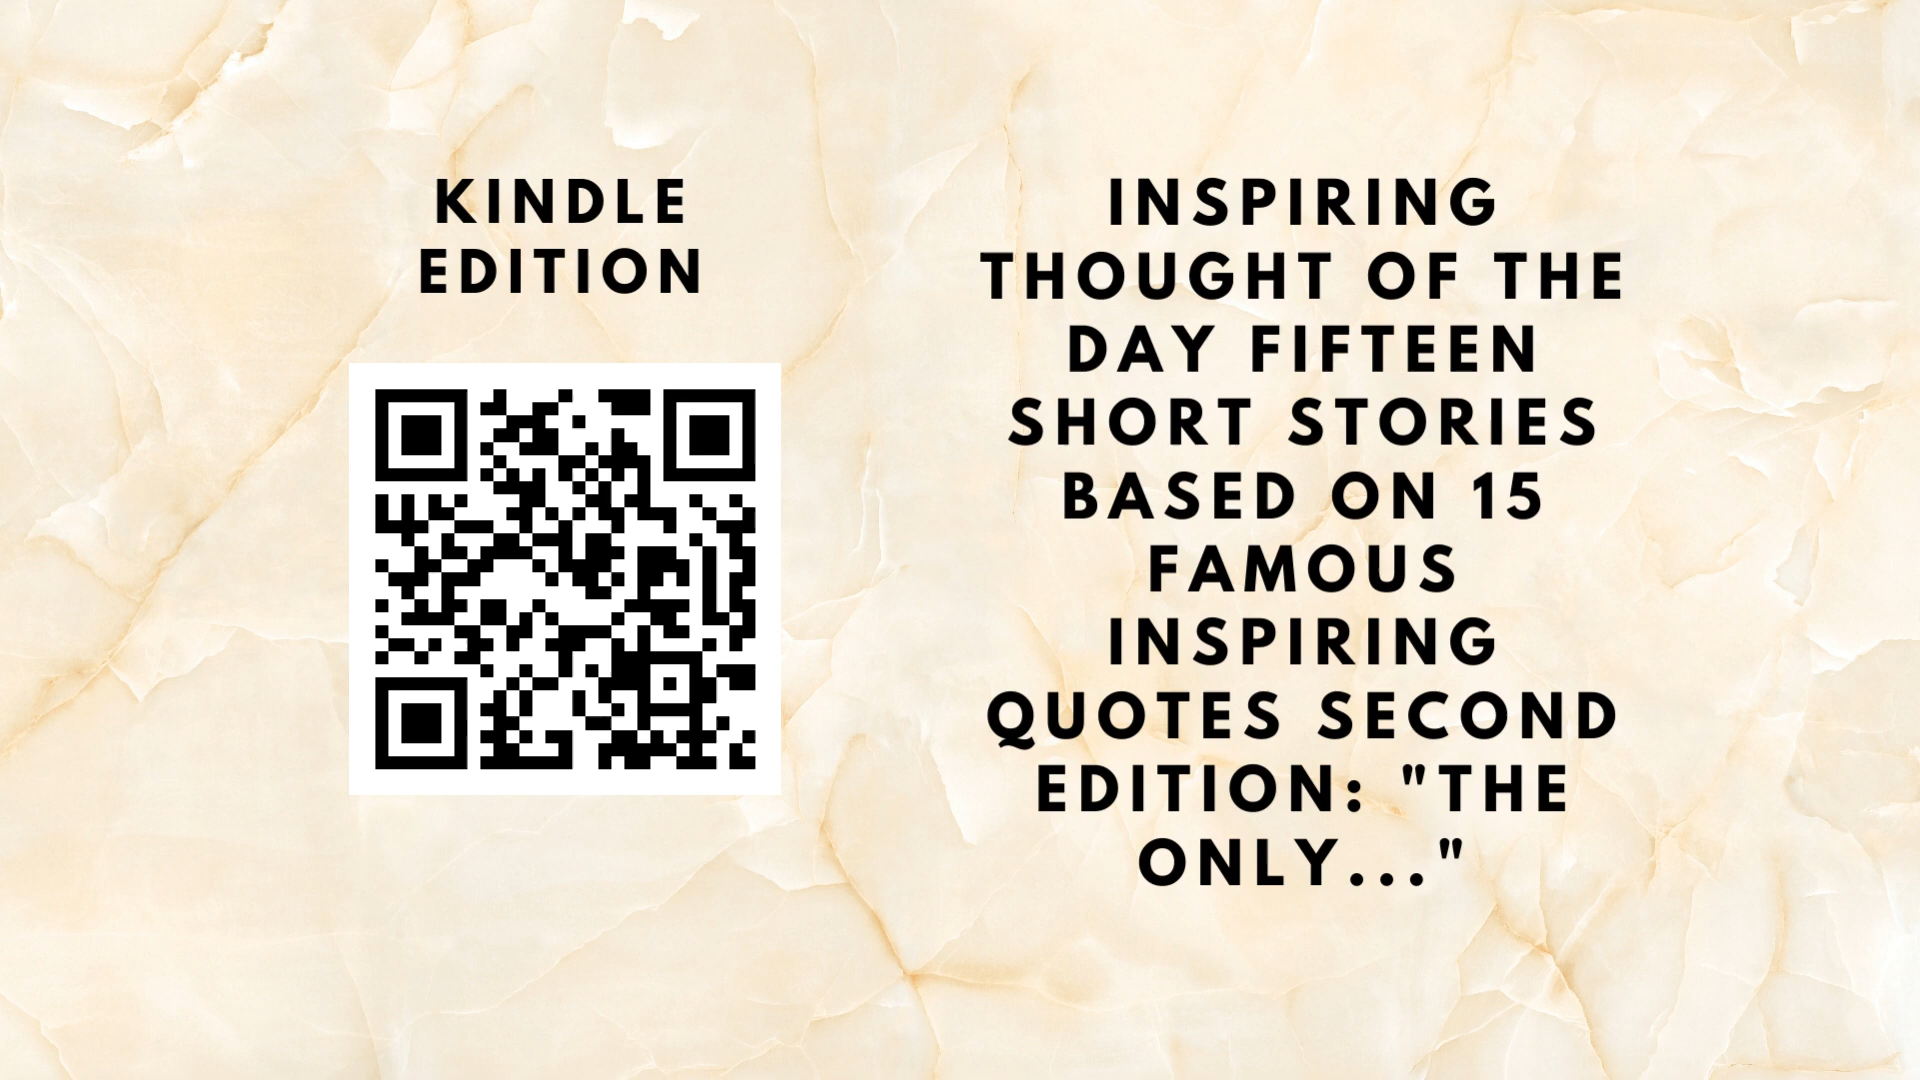 KINDLE
EDITION
INSPIRING
THOUGHT OF THE
DAY FIFTEEN
SHORT STORIES
BASED ON 15
FAMOUS
INSPIRING
QUOTES SECOND
EDITION: "THE
ONLY..."